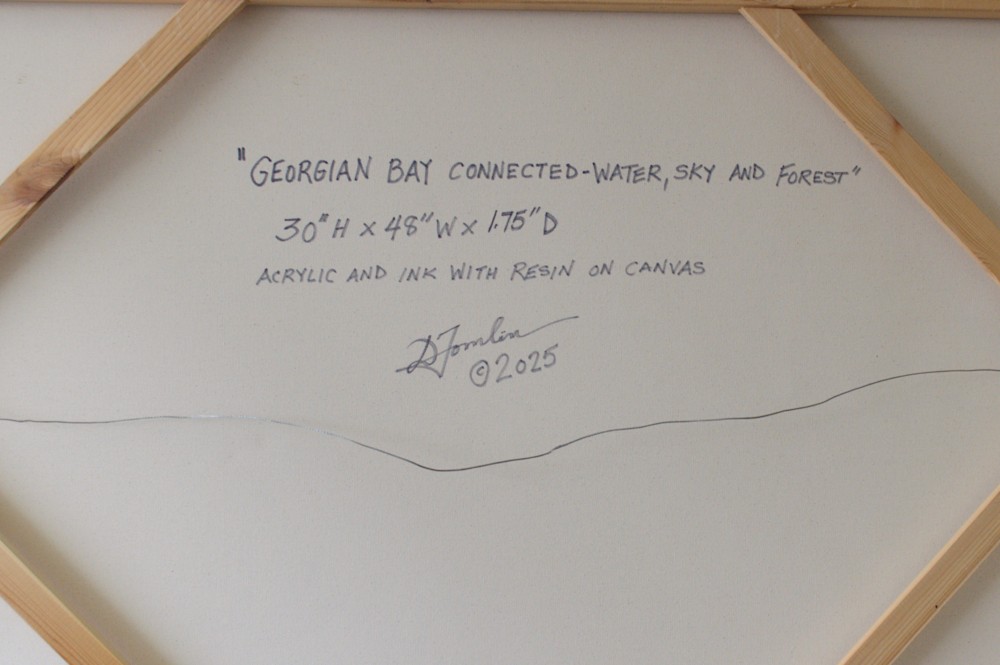 "GEORGIAN BAY CONNECTED-WATER, SKY AND FOREST"
30"H x 48"W x 1.75"D
ACRYLIC AND INK WITH RESIN ON CANVAS
DTomlin
©2025